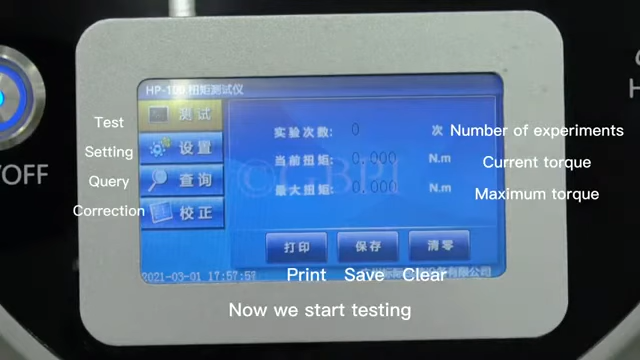 HP-100 扭矩测试仪
Test 测试
Setting 设置
Query 查询
Correction 校正
实验次数: 0 次 Number of experiments
当前扭矩: 0.000 N.m Current torque
最大扭矩: 0.000 N.m Maximum torque
©GBPI
打印 保存 清零
Print Save Clear
2021-03-01 17:57:57
Now we start testing
/OFF
H